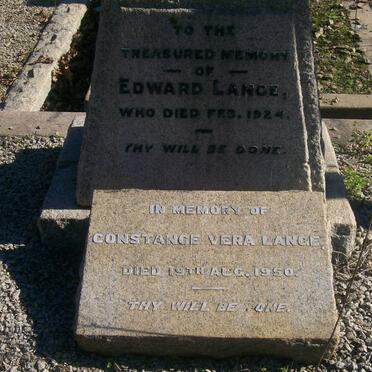 TO THE
TREASURED MEMORY
OF
EDWARD LANGE,
WHO DIED FEB. 1924.
THY WILL BE DONE.
IN MEMORY OF
CONSTANCE VERA LANGE.
DIED 19TH AUG. 1950.
THY WILL BE ONE.